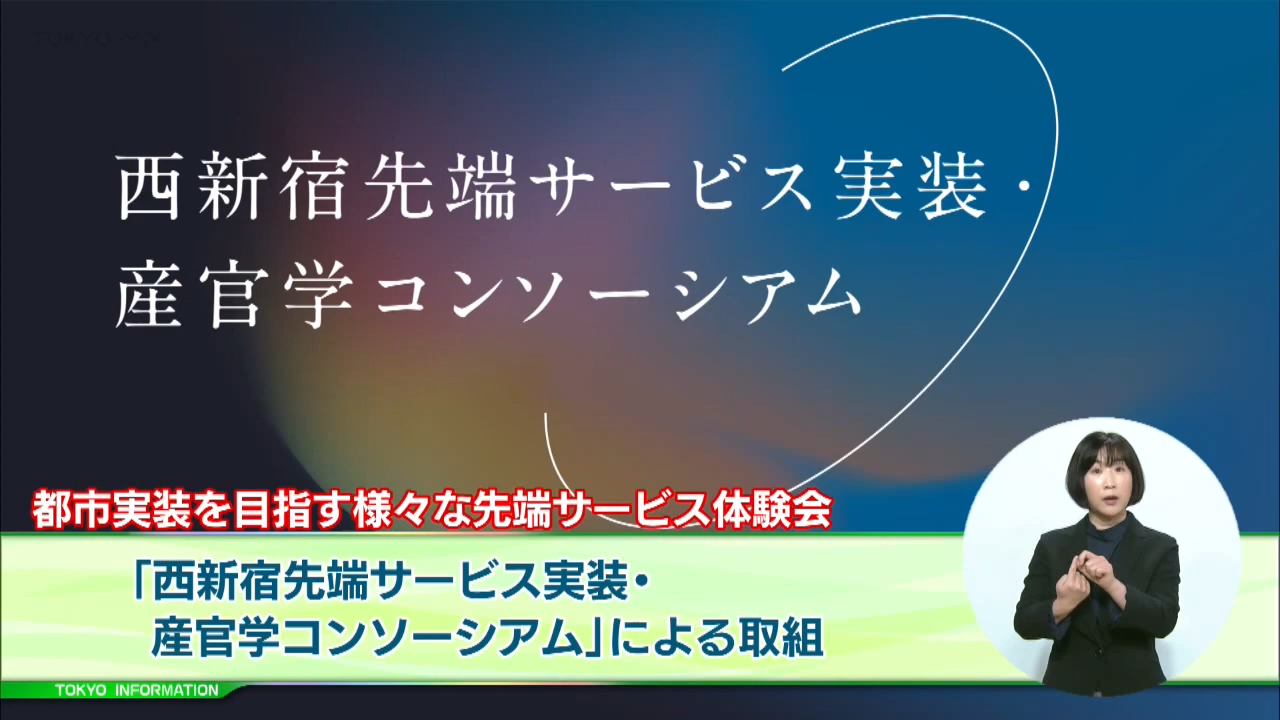 TOKYO MX
西新宿先端サービス実装・
産官学コンソーシアム
都市実装を目指す様々な先端サービス体験会
「西新宿先端サービス実装・
産官学コンソーシアム」による取組
TOKYO INFORMATION